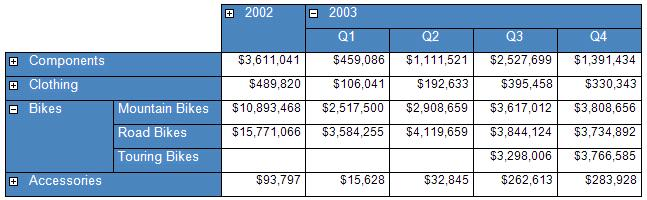 2002 2003
Q1 Q2 Q3 Q4
Components $3,611,041 $459,086 $1,111,521 $2,527,699 $1,391,434
Clothing $489,820 $106,041 $192,633 $395,458 $330,343
Bikes Mountain Bikes $10,893,468 $2,517,500 $2,908,659 $3,617,012 $3,808,656
Road Bikes $15,771,066 $3,584,255 $4,119,659 $3,844,124 $3,734,892
Touring Bikes $3,298,006 $3,766,585
Accessories $93,797 $15,628 $32,845 $262,613 $283,928